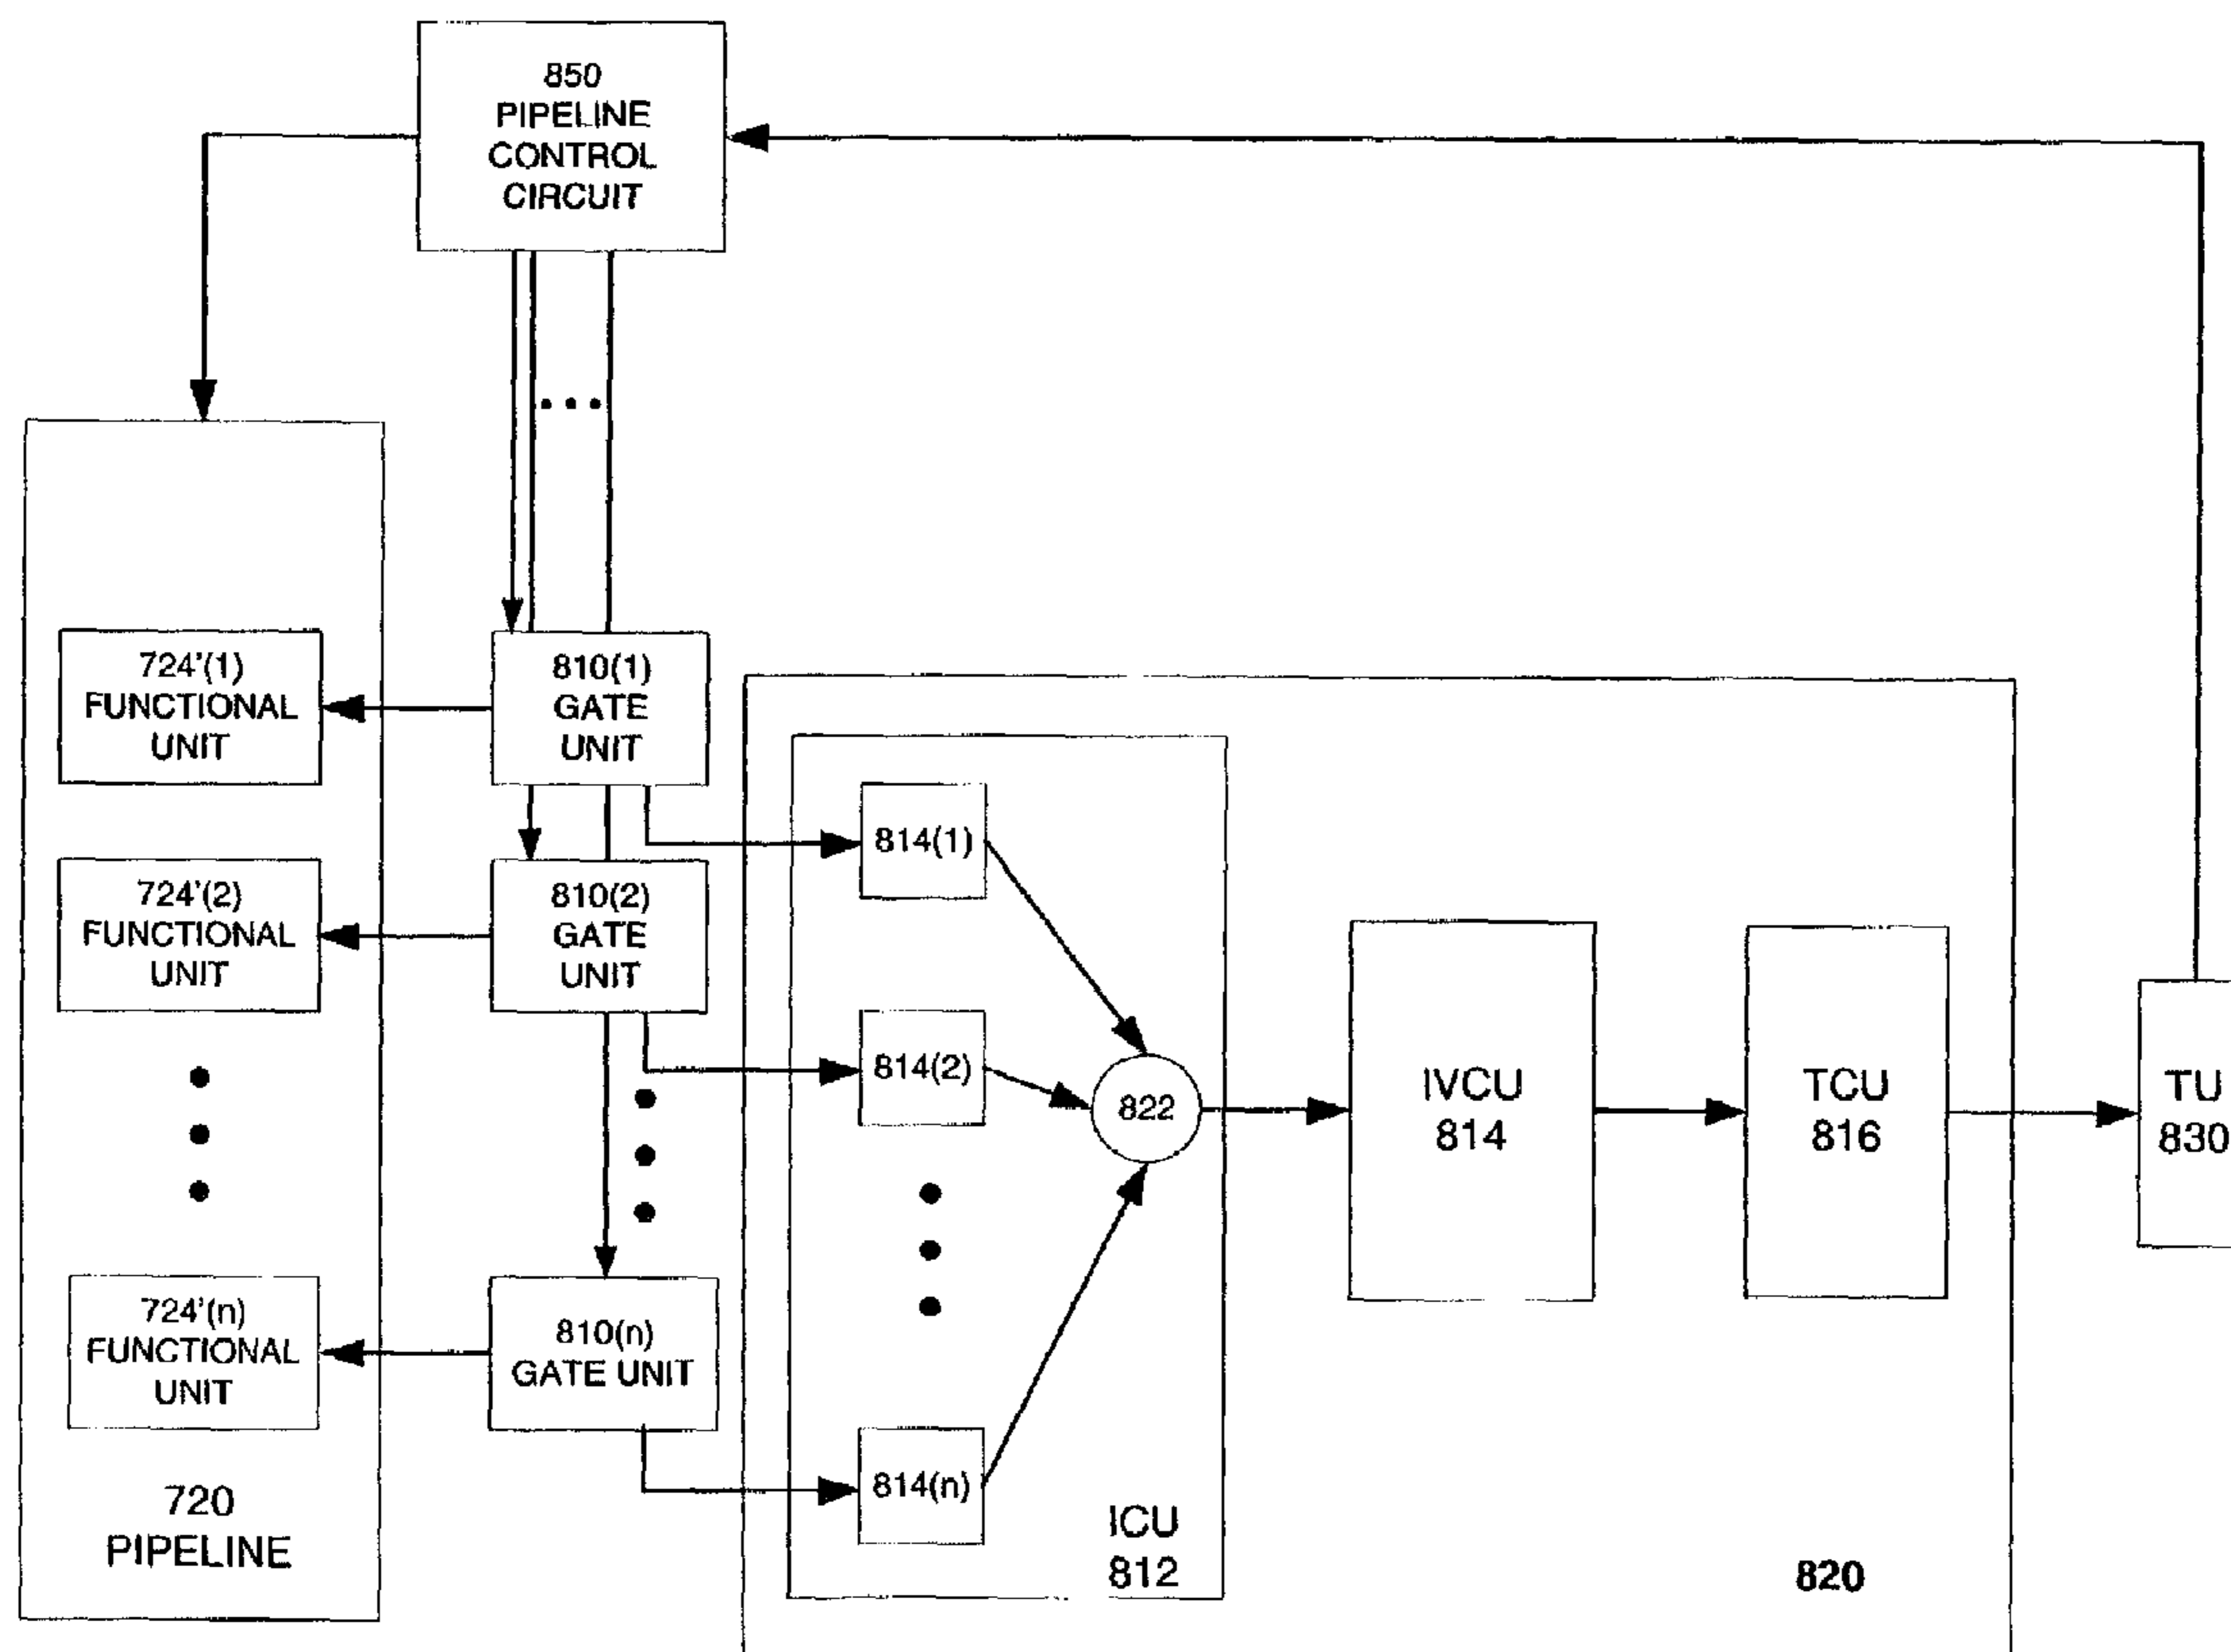 850
PIPELINE
CONTROL
CIRCUIT
724'(1)
FUNCTIONAL
UNIT
810(1)
GATE
UNIT
814(1)
724'(2)
FUNCTIONAL
UNIT
810(2)
GATE
UNIT
814(2)
822
IVCU
814
TCU
816
TU
830
724'(n)
FUNCTIONAL
UNIT
810(n)
GATE UNIT
814(n)
720
PIPELINE
ICU
812
820